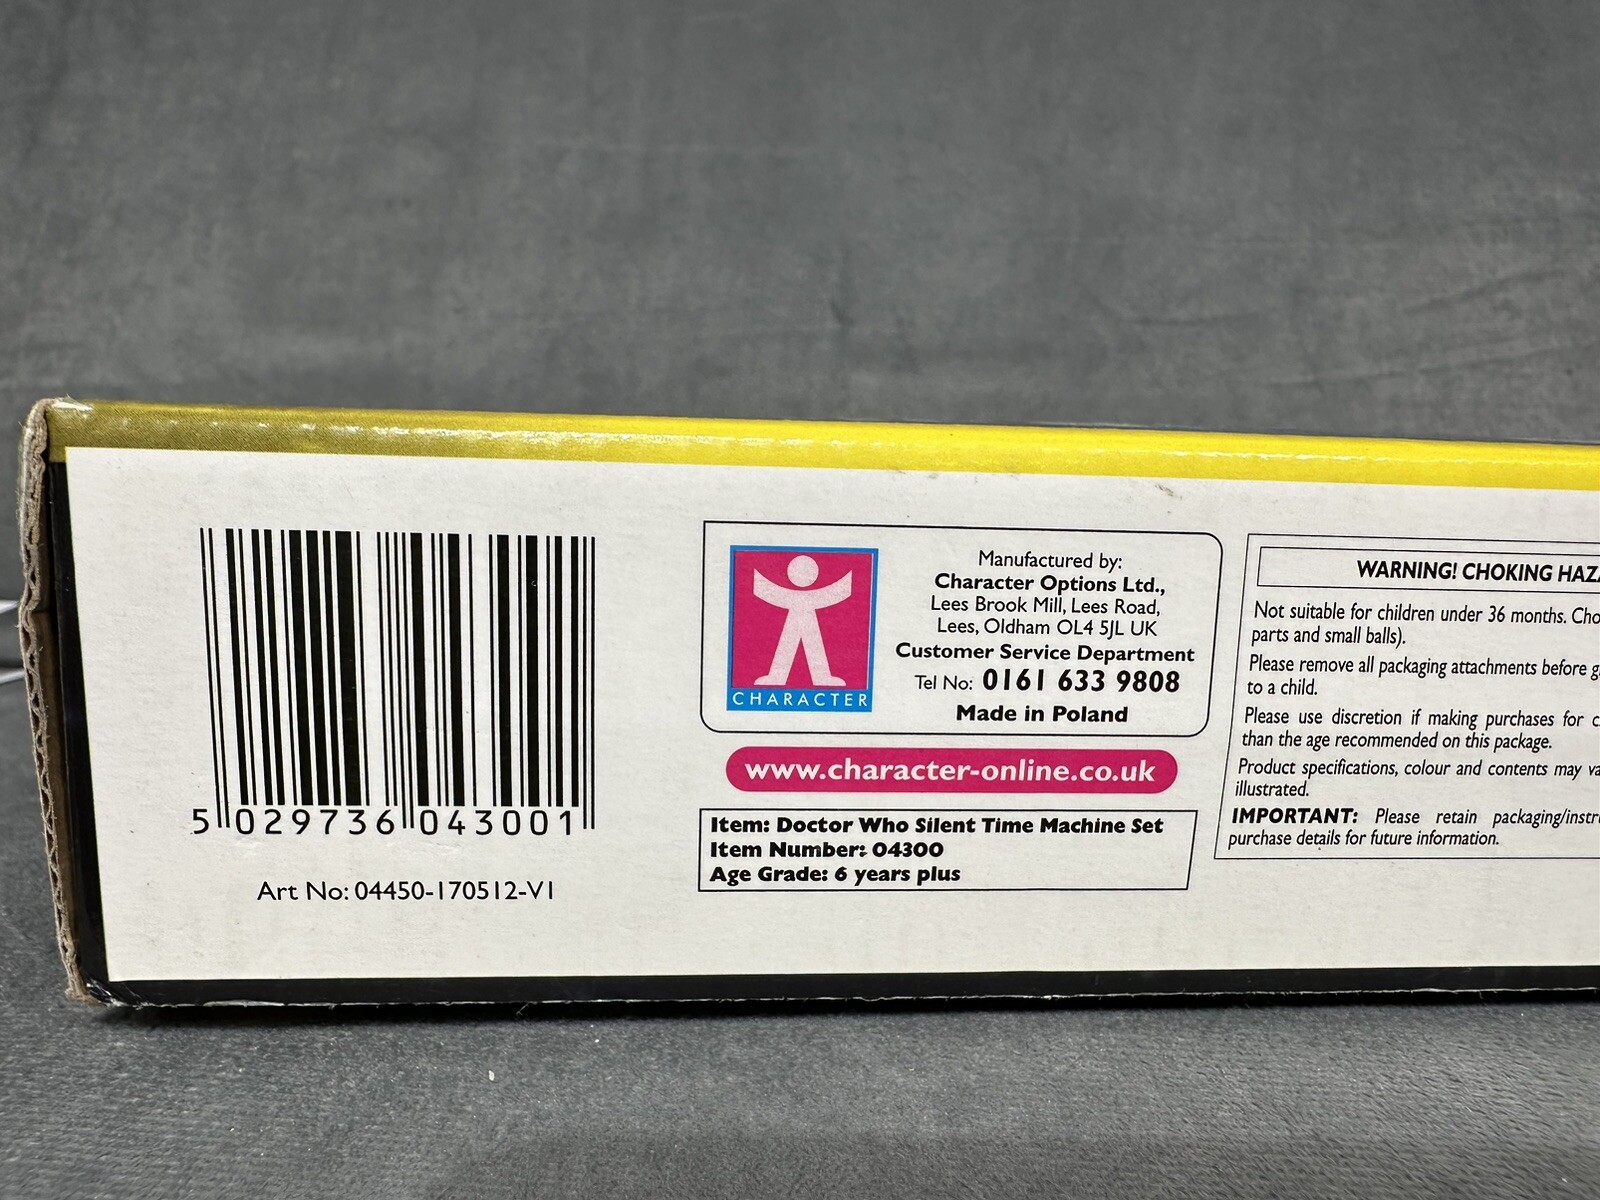 5 029736 043001
Art No: 04450-170512-V1
CHARACTER
Manufactured by:
Character Options Ltd.,
Lees Brook Mill, Lees Road,
Lees, Oldham OL4 5JL UK
Customer Service Department
Tel No: 0161 633 9808
Made in Poland
www.character-online.co.uk
Item: Doctor Who Silent Time Machine Set
Item Number: 04300
Age Grade: 6 years plus
WARNING! CHOKING
Not suitable for children under 36 months.
parts and small balls).
Please remove all packaging attachments before
to a child.
Please use discretion if making purchases for
than the age recommended on this package.
Product specifications, colour and contents may
illustrated.
IMPORTANT: Please retain
purchase details for future information.